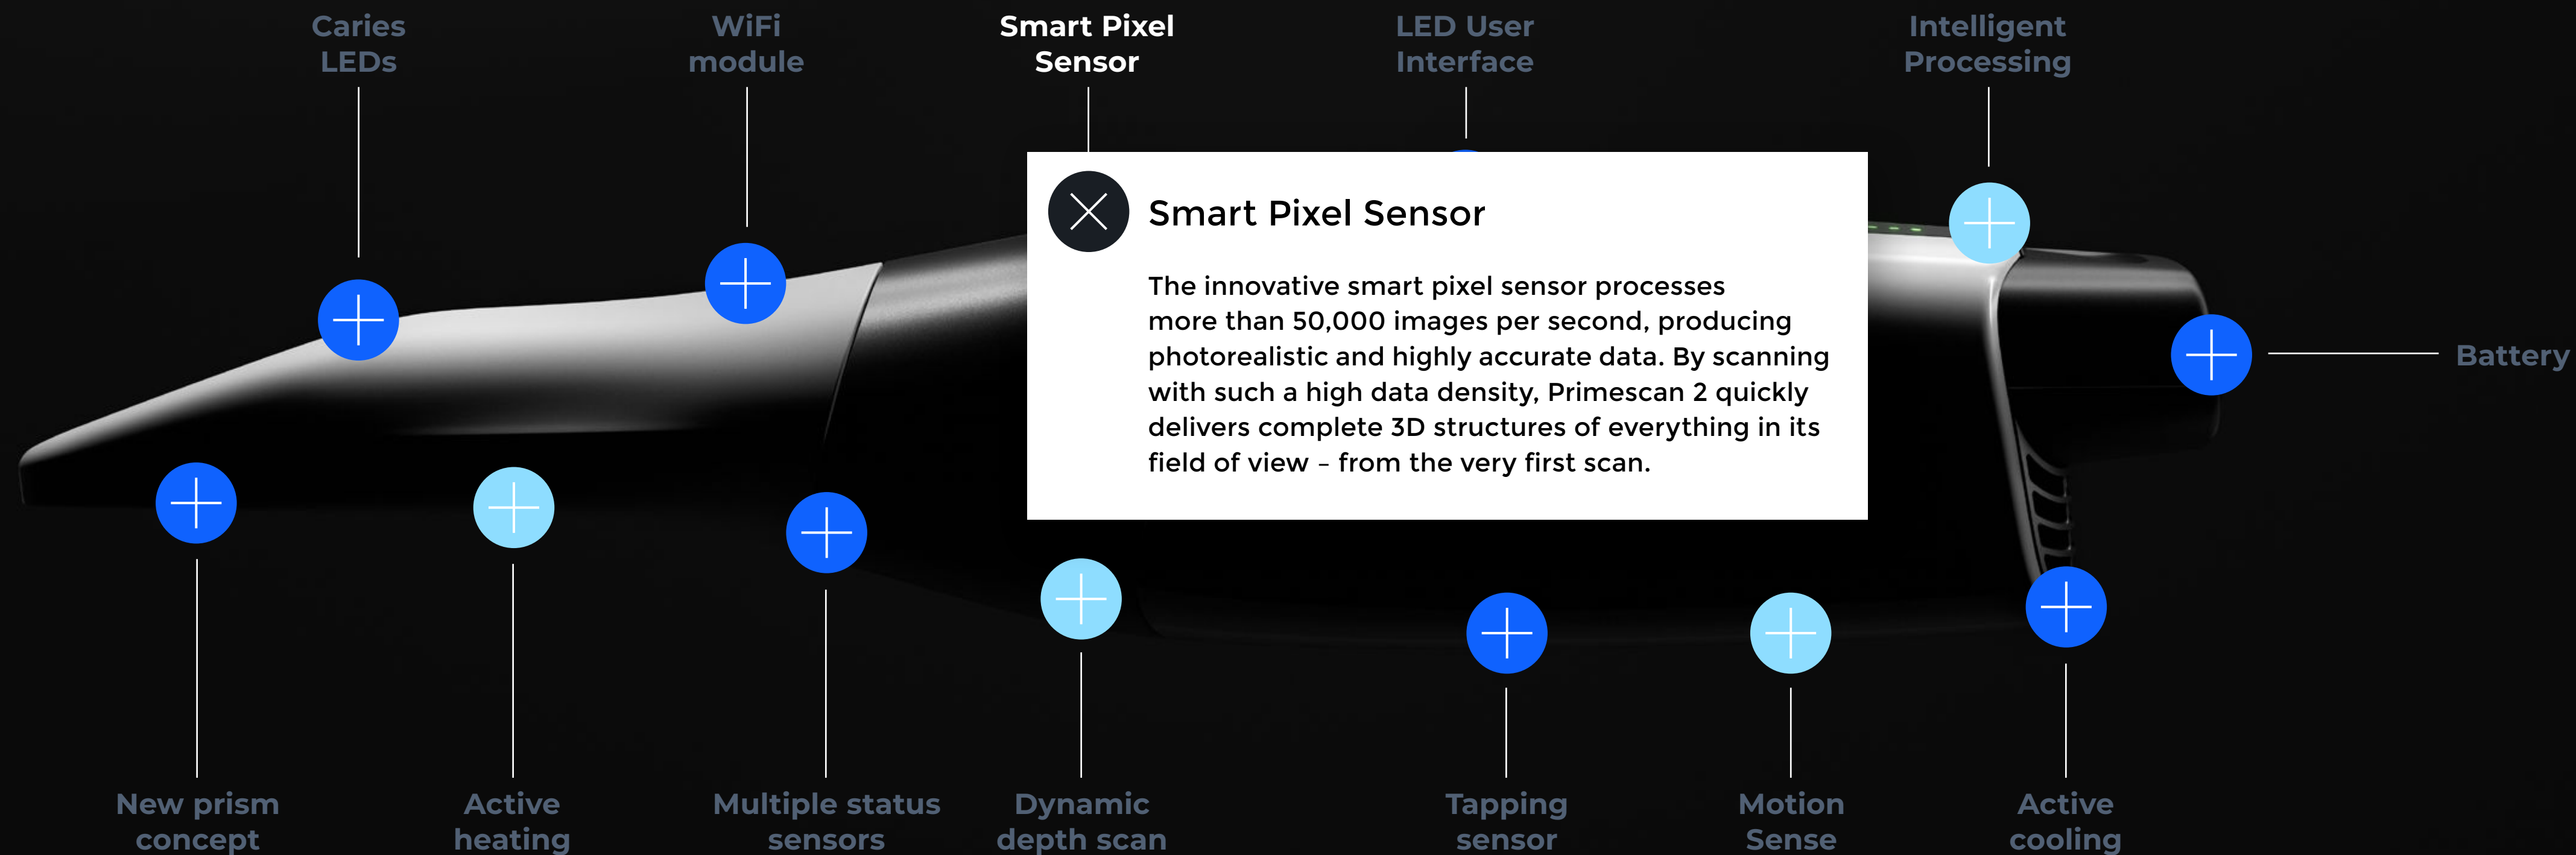 Caries
LEDs
WiFi
module
Smart Pixel
Sensor
LED User
Interface
Intelligent
Processing
Smart Pixel Sensor
The innovative smart pixel sensor processes
more than 50,000 images per second, producing
photorealistic and highly accurate data. By scanning
with such a high data density, Primescan 2 quickly
delivers complete 3D structures of everything in its
field of view – from the very first scan.
Battery
New prism
concept
Active
heating
Multiple status
sensors
Dynamic
depth scan
Tapping
sensor
Motion
Sense
Active
cooling